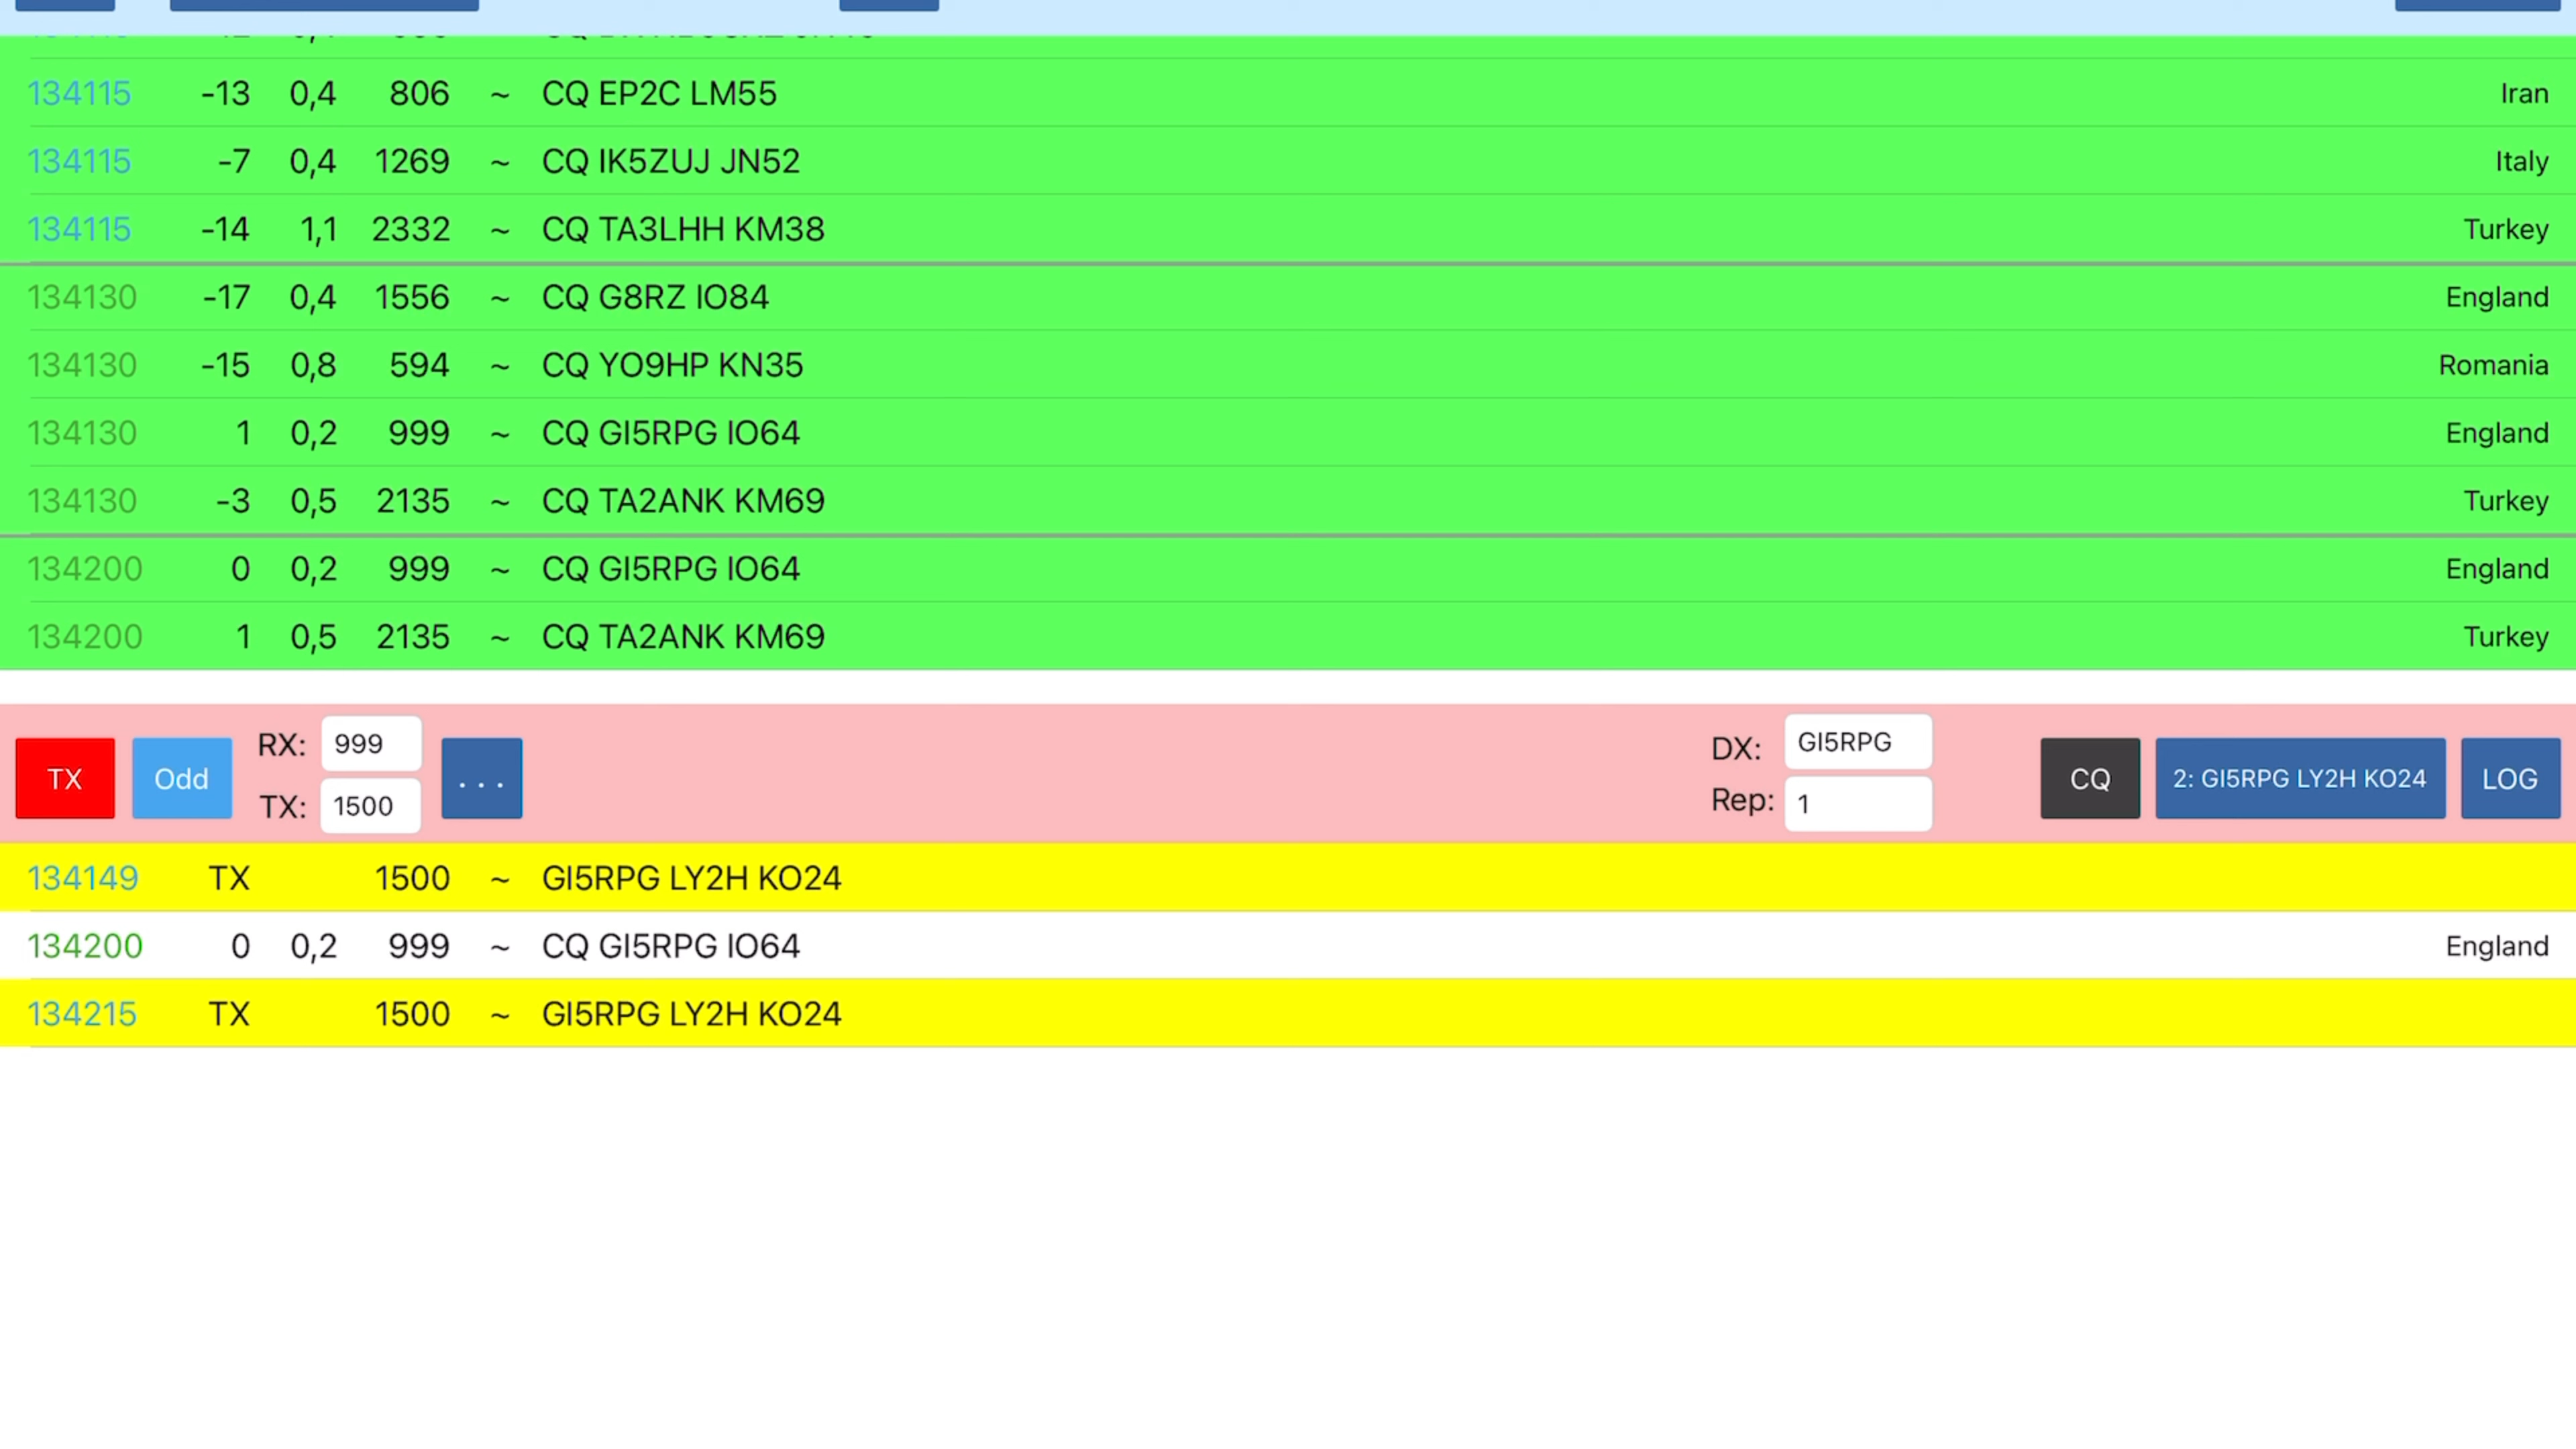 134115 -13 0,4 806 ~ CQ EP2C LM55 Iran
134115 -7 0,4 1269 ~ CQ IK5ZUJ JN52 Italy
134115 -14 1,1 2332 ~ CQ TA3LHH KM38 Turkey
134130 -17 0,4 1556 ~ CQ G8RZ IO84 England
134130 -15 0,8 594 ~ CQ YO9HP KN35 Romania
134130 1 0,2 999 ~ CQ GI5RPG IO64 England
134130 -3 0,5 2135 ~ CQ TA2ANK KM69 Turkey
134200 0 0,2 999 ~ CQ GI5RPG IO64 England
134200 1 0,5 2135 ~ CQ TA2ANK KM69 Turkey
TX Odd RX: 999 ... DX: GI5RPG CQ 2: GI5RPG LY2H KO24 LOG
TX: 1500 Rep: 1
134149 TX 1500 ~ GI5RPG LY2H KO24
134200 0 0,2 999 ~ CQ GI5RPG IO64 England
134215 TX 1500 ~ GI5RPG LY2H KO24